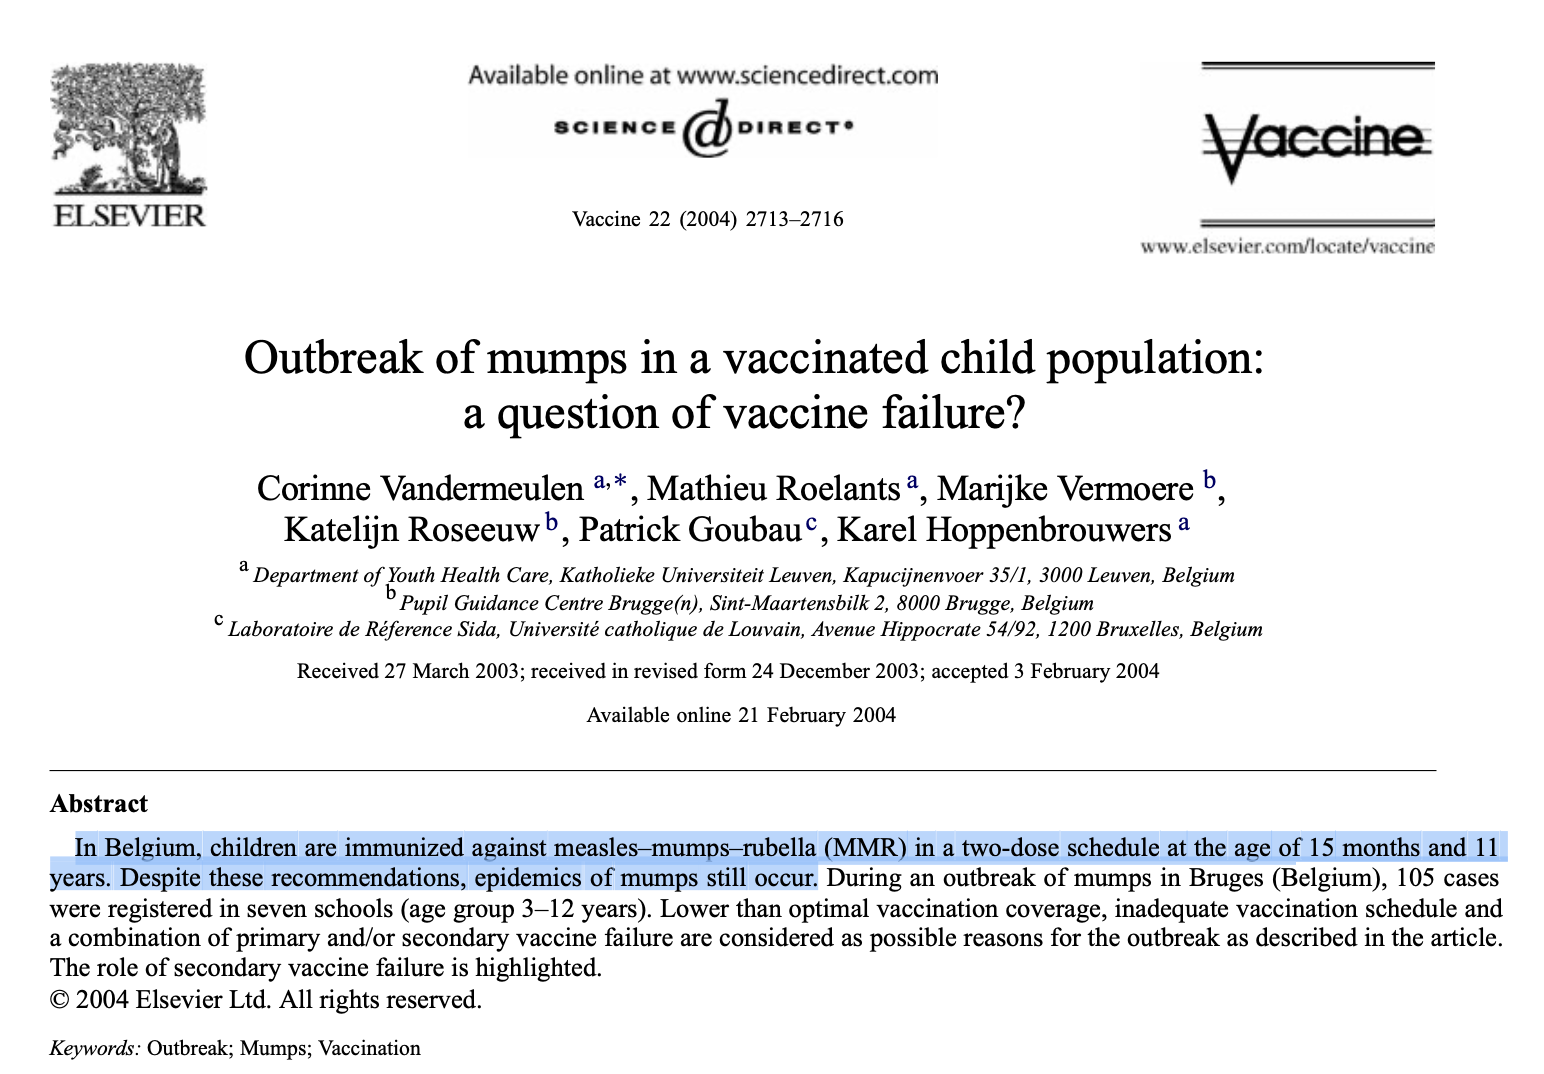 Available online at www.sciencedirect.com
SCIENCE @ DIRECT®
Vaccine
ELSEVIER
Vaccine 22 (2004) 2713–2716
www.elsevier.com/locate/vaccine
Outbreak of mumps in a vaccinated child population:
a question of vaccine failure?
Corinne Vandermeulen a,*, Mathieu Roelants a, Marijke Vermoere b,
Katelijn Roseeuw b, Patrick Goubau c, Karel Hoppenbrouwers a
a Department of Youth Health Care, Katholieke Universiteit Leuven, Kapucijnenvoer 35/1, 3000 Leuven, Belgium
b Pupil Guidance Centre Brugge(n), Sint-Maartensbilk 2, 8000 Brugge, Belgium
c Laboratoire de Réference Sida, Université catholique de Louvain, Avenue Hippocrate 54/92, 1200 Bruxelles, Belgium
Received 27 March 2003; received in revised form 24 December 2003; accepted 3 February 2004
Available online 21 February 2004
Abstract
In Belgium, children are immunized against measles–mumps–rubella (MMR) in a two-dose schedule at the age of 15 months and 11
years. Despite these recommendations, epidemics of mumps still occur. During an outbreak of mumps in Bruges (Belgium), 105 cases
were registered in seven schools (age group 3–12 years). Lower than optimal vaccination coverage, inadequate vaccination schedule and
a combination of primary and/or secondary vaccine failure are considered as possible reasons for the outbreak as described in the article.
The role of secondary vaccine failure is highlighted.
© 2004 Elsevier Ltd. All rights reserved.
Keywords: Outbreak; Mumps; Vaccination